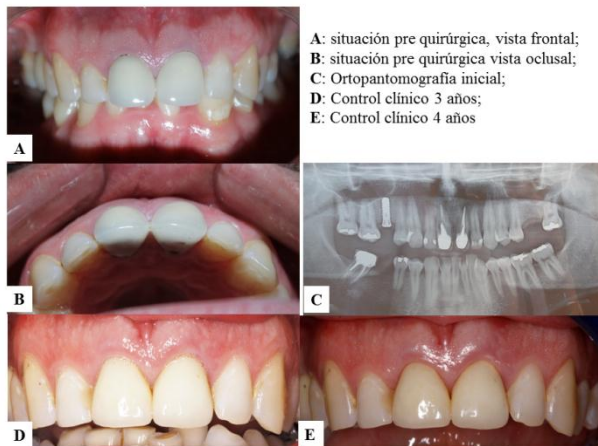 A: situación pre quirúrgica, vista frontal;
B: situación pre quirúrgica vista oclusal;
C: Ortopantomografía inicial;
D: Control clínico 3 años;
E: Control clínico 4 años
A
B
C
D
E